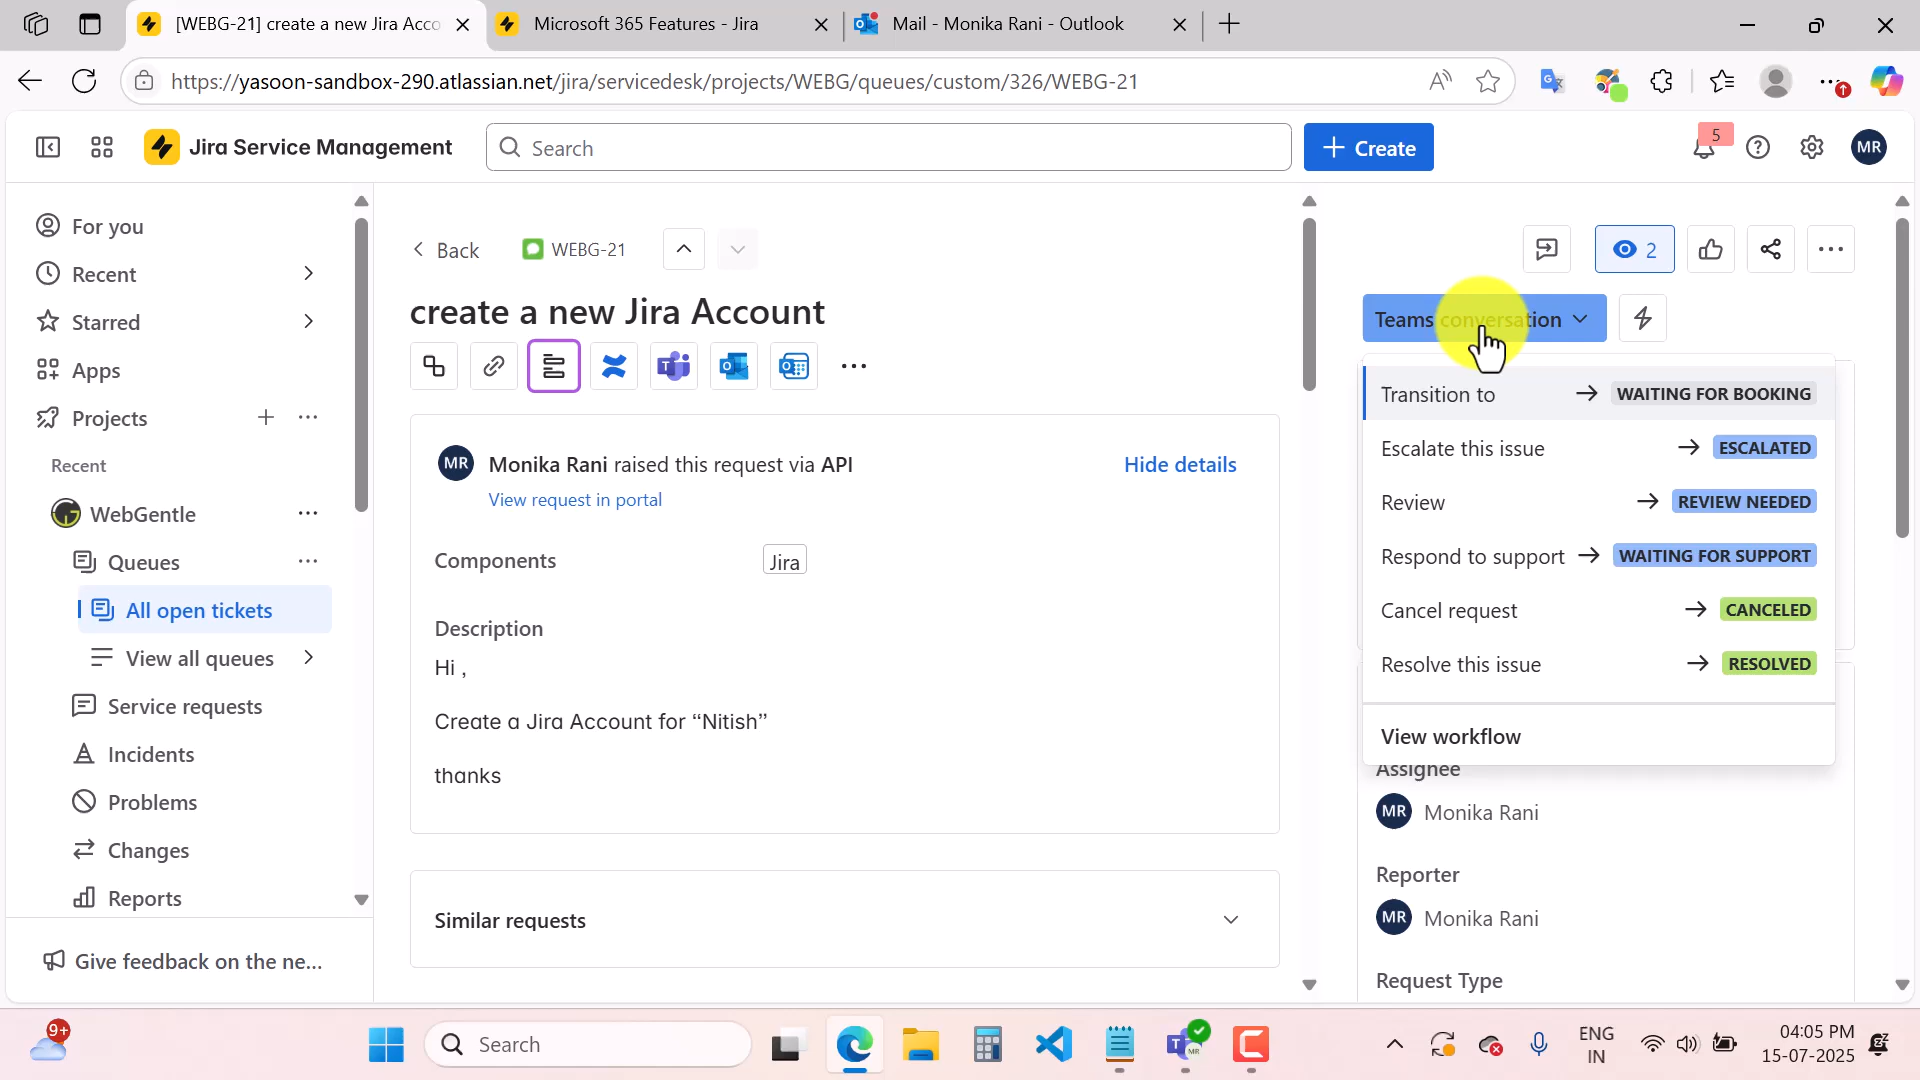 [WEBG-21] create a new Jira Acco
Microsoft 365 Features - Jira
Mail - Monika Rani - Outlook
https://yasoon-sandbox-290.atlassian.net/jira/servicedesk/projects/WEBG/queues/custom/326/WEBG-21
Jira Service Management
Search
Create
5
MR
For you
Recent
Starred
Apps
Projects
Recent
WebGentle
Queues
All open tickets
View all queues
Service requests
Incidents
Problems
Changes
Reports
Give feedback on the ne...
Back
WEBG-21
2
create a new Jira Account
MR
Monika Rani raised this request via API
Hide details
View request in portal
Components
Jira
Description
Hi ,
Create a Jira Account for “Nitish”
thanks
Similar requests
Teams conversation
Transition to → WAITING FOR BOOKING
Escalate this issue → ESCALATED
Review → REVIEW NEEDED
Respond to support → WAITING FOR SUPPORT
Cancel request → CANCELED
Resolve this issue → RESOLVED
View workflow
Assignee
MR Monika Rani
Reporter
MR Monika Rani
Request Type
9+
Search
ENG
IN
04:05 PM
15-07-2025